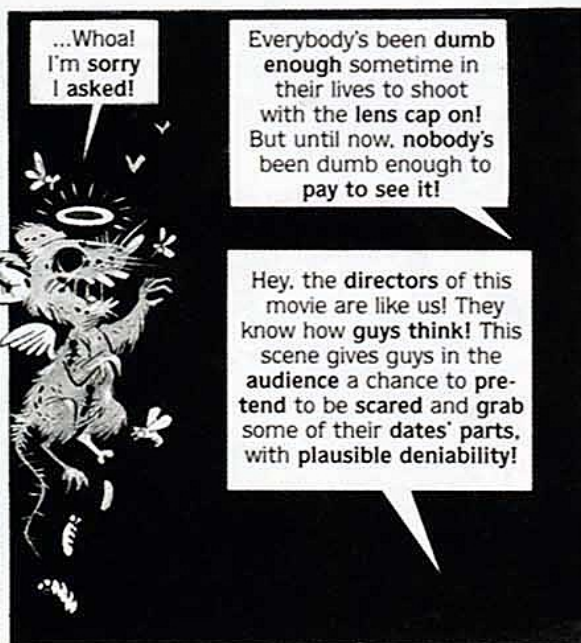 ...Whoa!
I'm sorry
I asked!
Everybody's been dumb
enough sometime in
their lives to shoot
with the lens cap on!
But until now, nobody's
been dumb enough to
pay to see it!
Hey, the directors of this
movie are like us! They
know how guys think! This
scene gives guys in the
audience a chance to pre-
tend to be scared and grab
some of their dates' parts,
with plausible deniability!